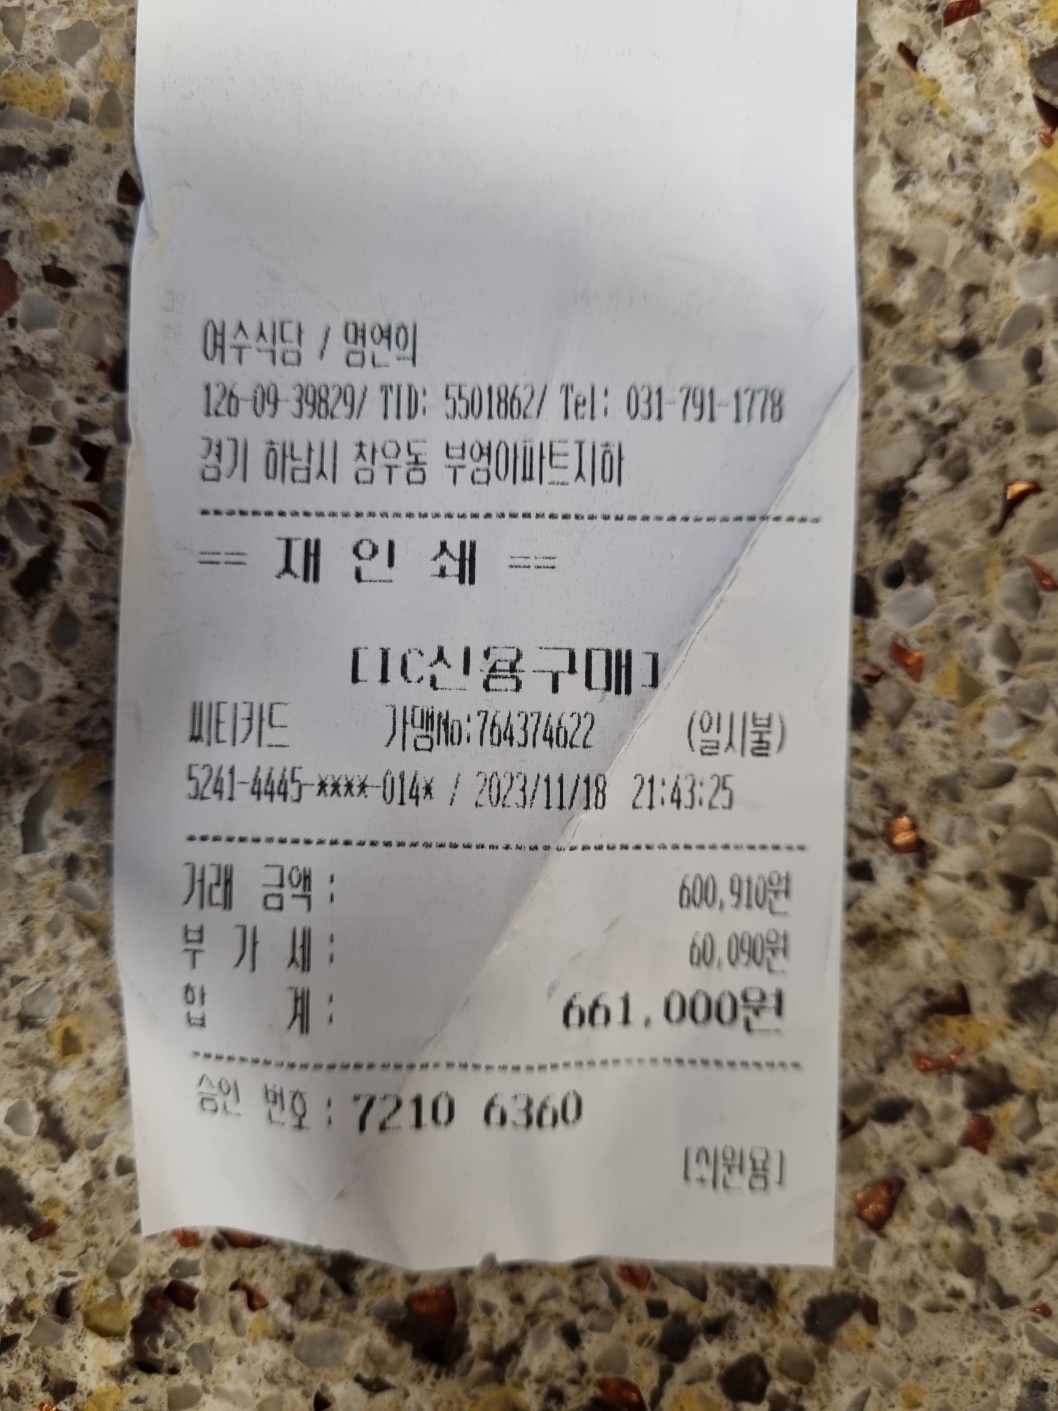 여수식당 / 명연의
126-09-39829/ TID: 5501862/ Tel: 031-791-1778
경기 하남시 창우동 부영아파트지하
== 재 인 쇄 ==
[IC신용구매]
씨티카드 가맹No:764374622 (일시불)
5241-4445-****-014* / 2023/11/18 21:43:25
거래 금액 : 600,910원
부 가 세 : 60,090원
합 계 : 661,000원
승인 번호 : 7210 6360
[회원용]